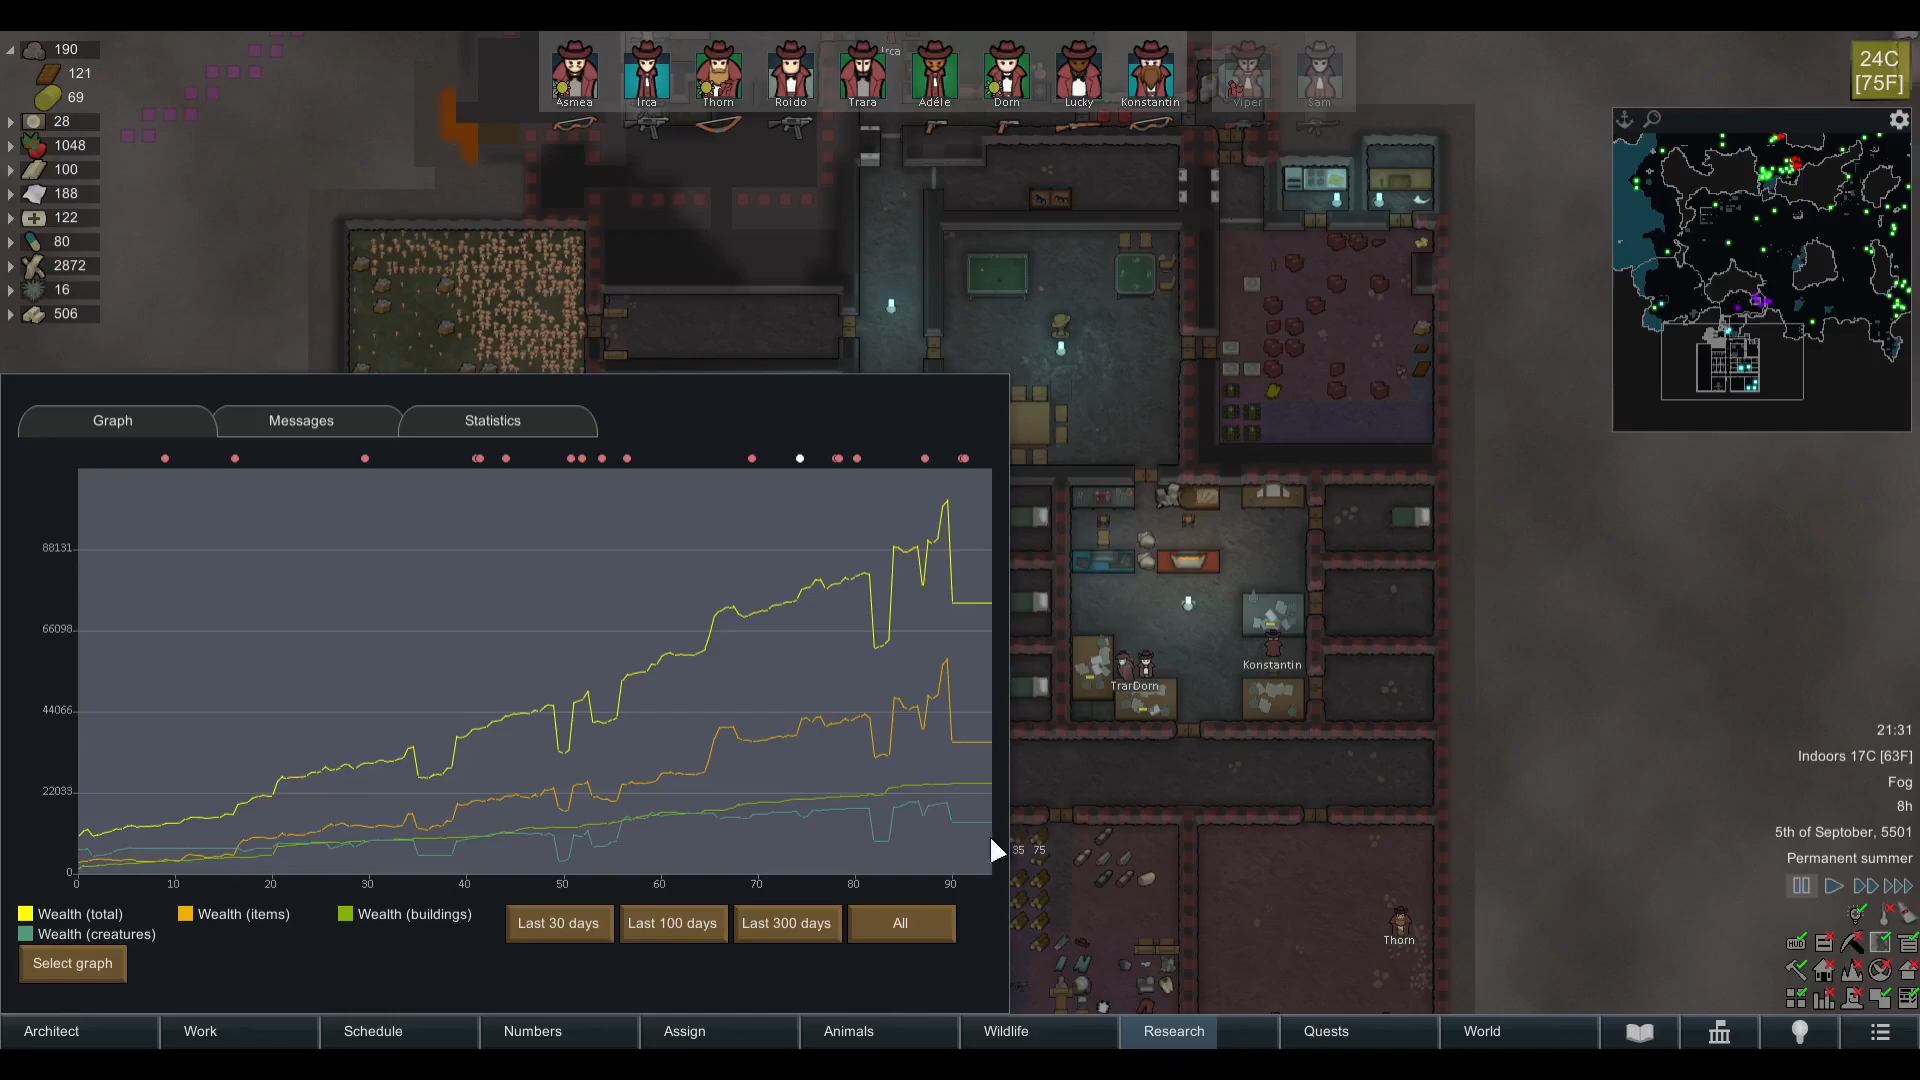 190
121
69
28
1048
100
188
122
80
2872
16
506
Irca
Asmea Irca Thorn Roido Trara Adéle Dorn Lucky Konstantin Viper Sam
24C
[75F]
Graph Messages Statistics
88131
66098
44066
22033
0
0 10 20 30 40 50 60 70 80 90
Wealth (total) Wealth (items) Wealth (buildings)
Wealth (creatures)
Last 30 days Last 100 days Last 300 days All
Select graph
Konstantin
TrarDorn
35 75
Thorn
21:31
Indoors 17C [63F]
Fog
8h
5th of Septober, 5501
Permanent summer
HUD
Architect Work Schedule Numbers Assign Animals Wildlife Research Quests World